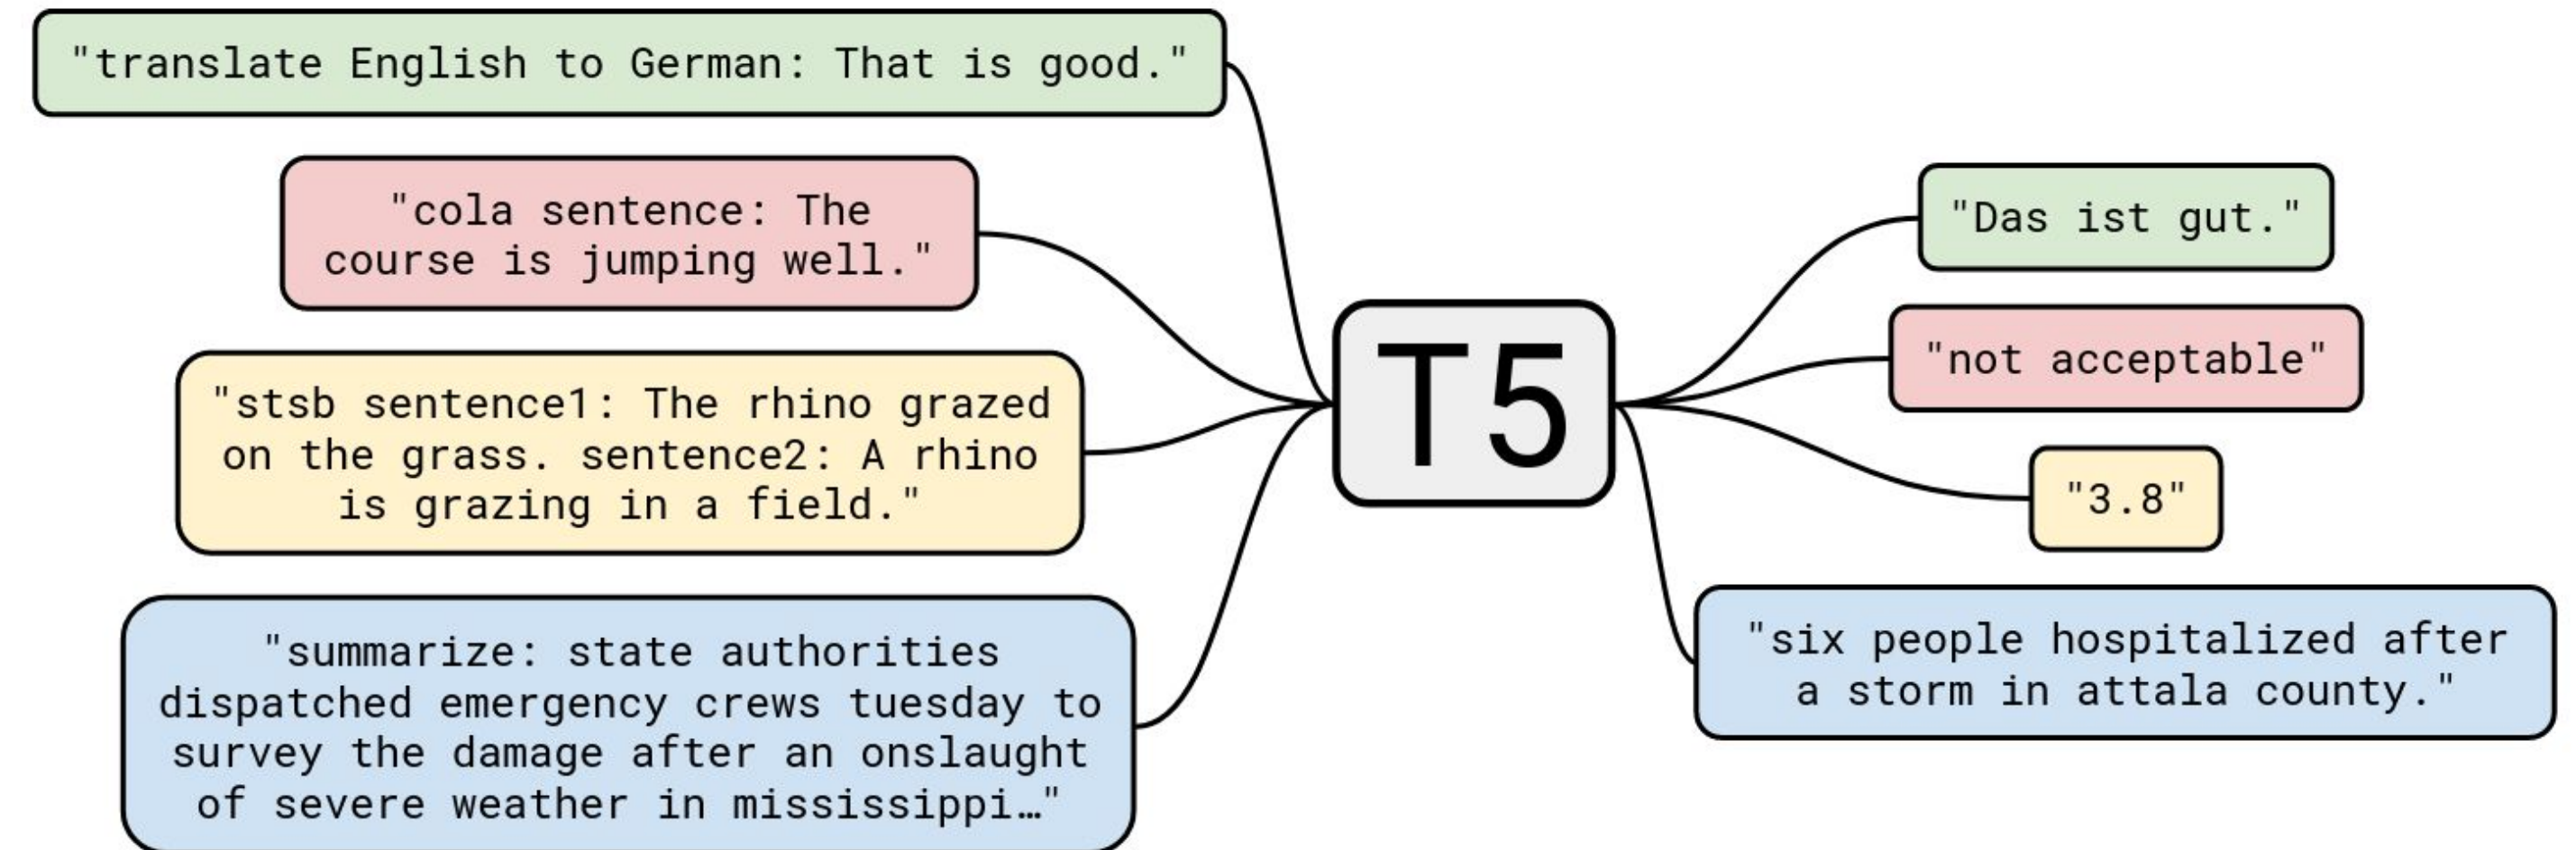 "translate English to German: That is good."
"cola sentence: The
course is jumping well."
"stsb sentence1: The rhino grazed
on the grass. sentence2: A rhino
is grazing in a field."
"summarize: state authorities
dispatched emergency crews tuesday to
survey the damage after an onslaught
of severe weather in mississippi…"
T5
"Das ist gut."
"not acceptable"
"3.8"
"six people hospitalized after
a storm in attala county."